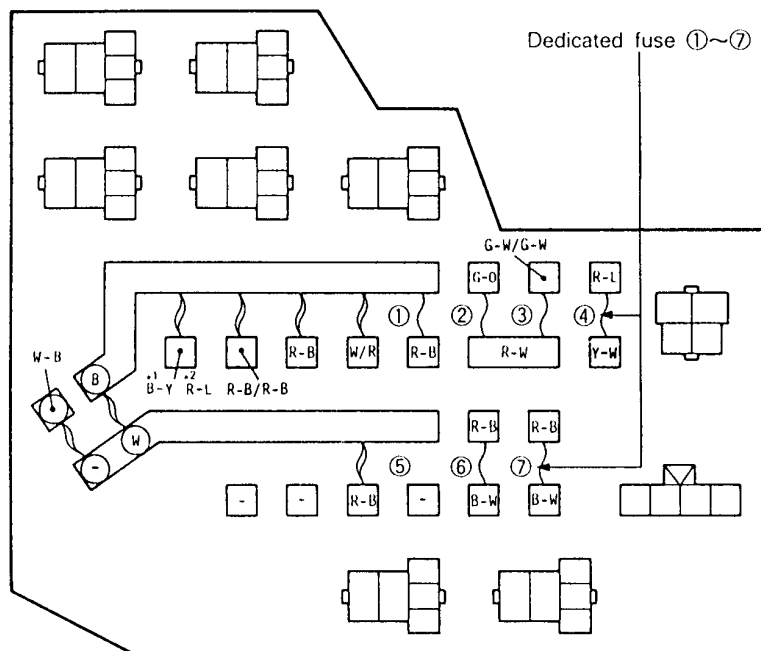 Dedicated fuse ①～⑦
G-W/G-W
G-O
R-L
①
②
③
④
W-B
B
R-B
W/R
R-B
R-W
Y-W
*1 B-Y
*2 R-L
R-B/R-B
W
-
R-B
R-B
⑤
⑥
⑦
-
-
R-B
-
B-W
B-W